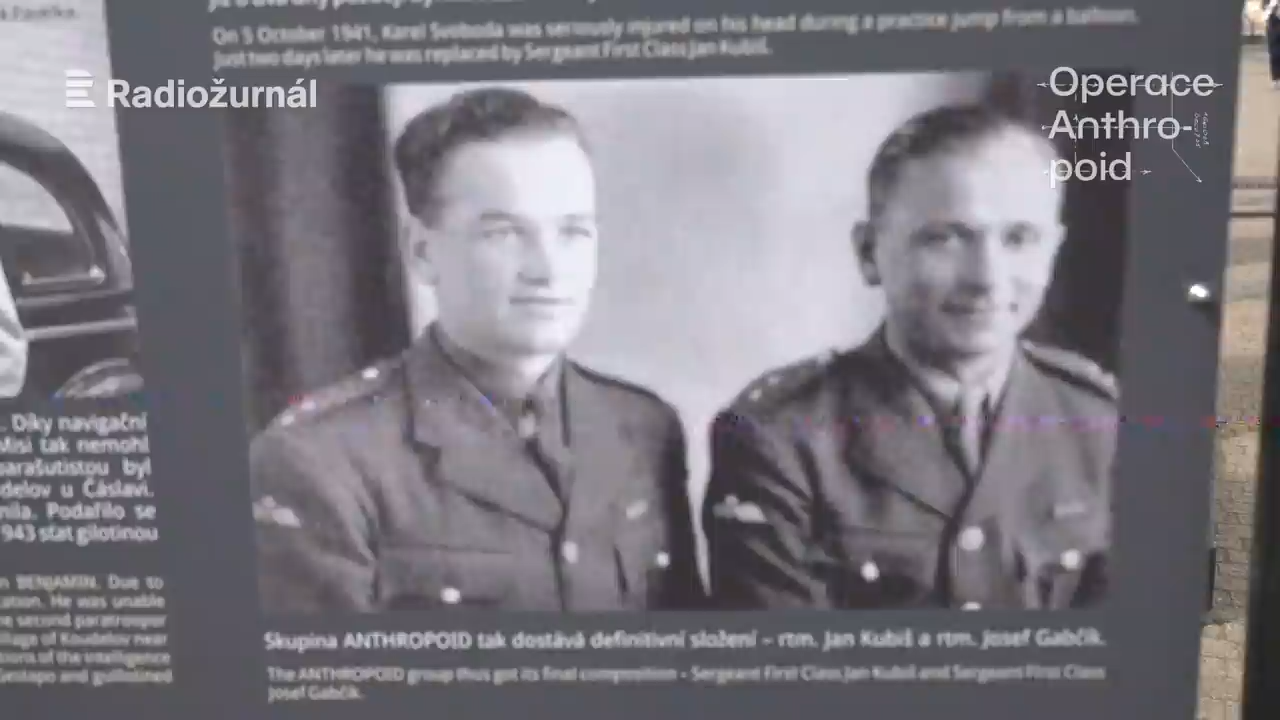 On 5 October 1941, Karel Svoboda was seriously injured on his head during a practice jump from a balloon.
Just two days later he was replaced by Sergeant First Class Jan Kubiš.
Radiožurnál
Operace
Anthro-
poid
. Díky navigační
Misi tak nemohl
parašutistou byl
delov u Čáslavi.
Podařilo se
1943 sťat gilotinou
BENJAMIN. Due to
He was unable
second paratrooper
village of Koudelov near
of the intelligence
Gestapo and guillotined
Skupina ANTHROPOID tak dostává definitivní složení – rtm. Jan Kubiš a rtm. Josef Gabčík.
The ANTHROPOID group thus got its final composition – Sergeant First Class Jan Kubiš and Sergeant First Class
Josef Gabčík.